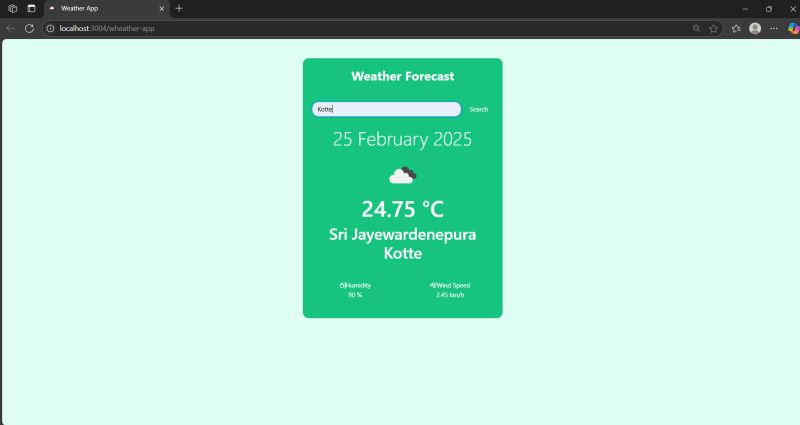 Weather App
localhost:3004/wheather-app
Weather Forecast
Kotte
Search
25 February 2025
24.75 °C
Sri Jayewardenepura
Kotte
Humidity
90 %
Wind Speed
2.45 km/h